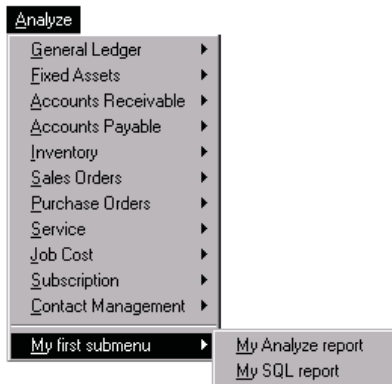 Analyze
General Ledger
Fixed Assets
Accounts Receivable
Accounts Payable
Inventory
Sales Orders
Purchase Orders
Service
Job Cost
Subscription
Contact Management
My first submenu
My Analyze report
My SQL report